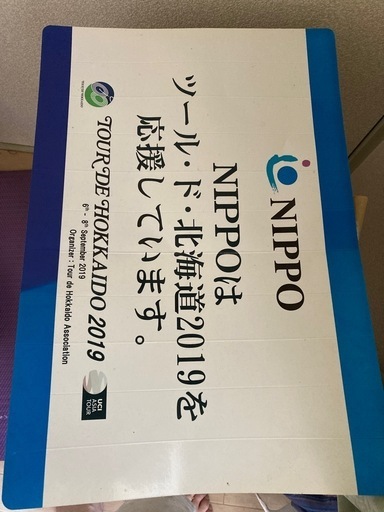 NIPPO
NIPPOは
ツール・ド・北海道2019を
応援しています。
TOUR DE HOKKAIDO 2019
6th - 8th September 2019
Organizer : Tour de Hokkaido Association
UCI
ASIA
TOUR